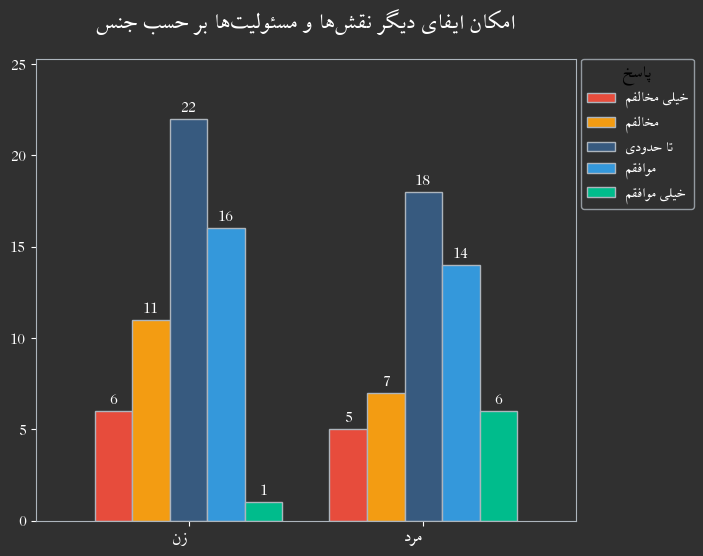 امکان ایفای دیگر نقش‌ها و مسئولیت‌ها بر حسب جنس
25
20
15
10
5
0
6
11
22
16
1
5
7
18
14
6
زن
مرد
پاسخ
خیلی مخالفم
مخالفم
تا حدودی
موافقم
خیلی موافقم